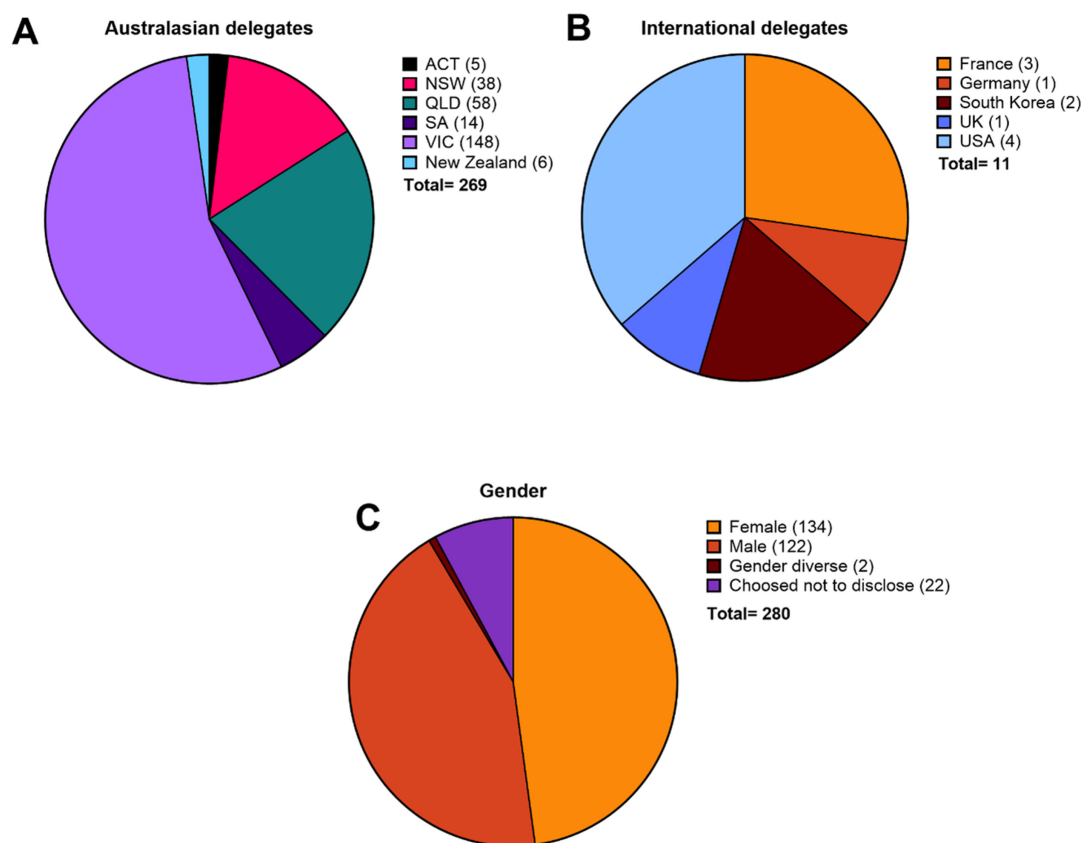 A
Australasian delegates
ACT (5)
NSW (38)
QLD (58)
SA (14)
VIC (148)
New Zealand (6)
Total= 269
B
International delegates
France (3)
Germany (1)
South Korea (2)
UK (1)
USA (4)
Total= 11
C
Gender
Female (134)
Male (122)
Gender diverse (2)
Choosed not to disclose (22)
Total= 280